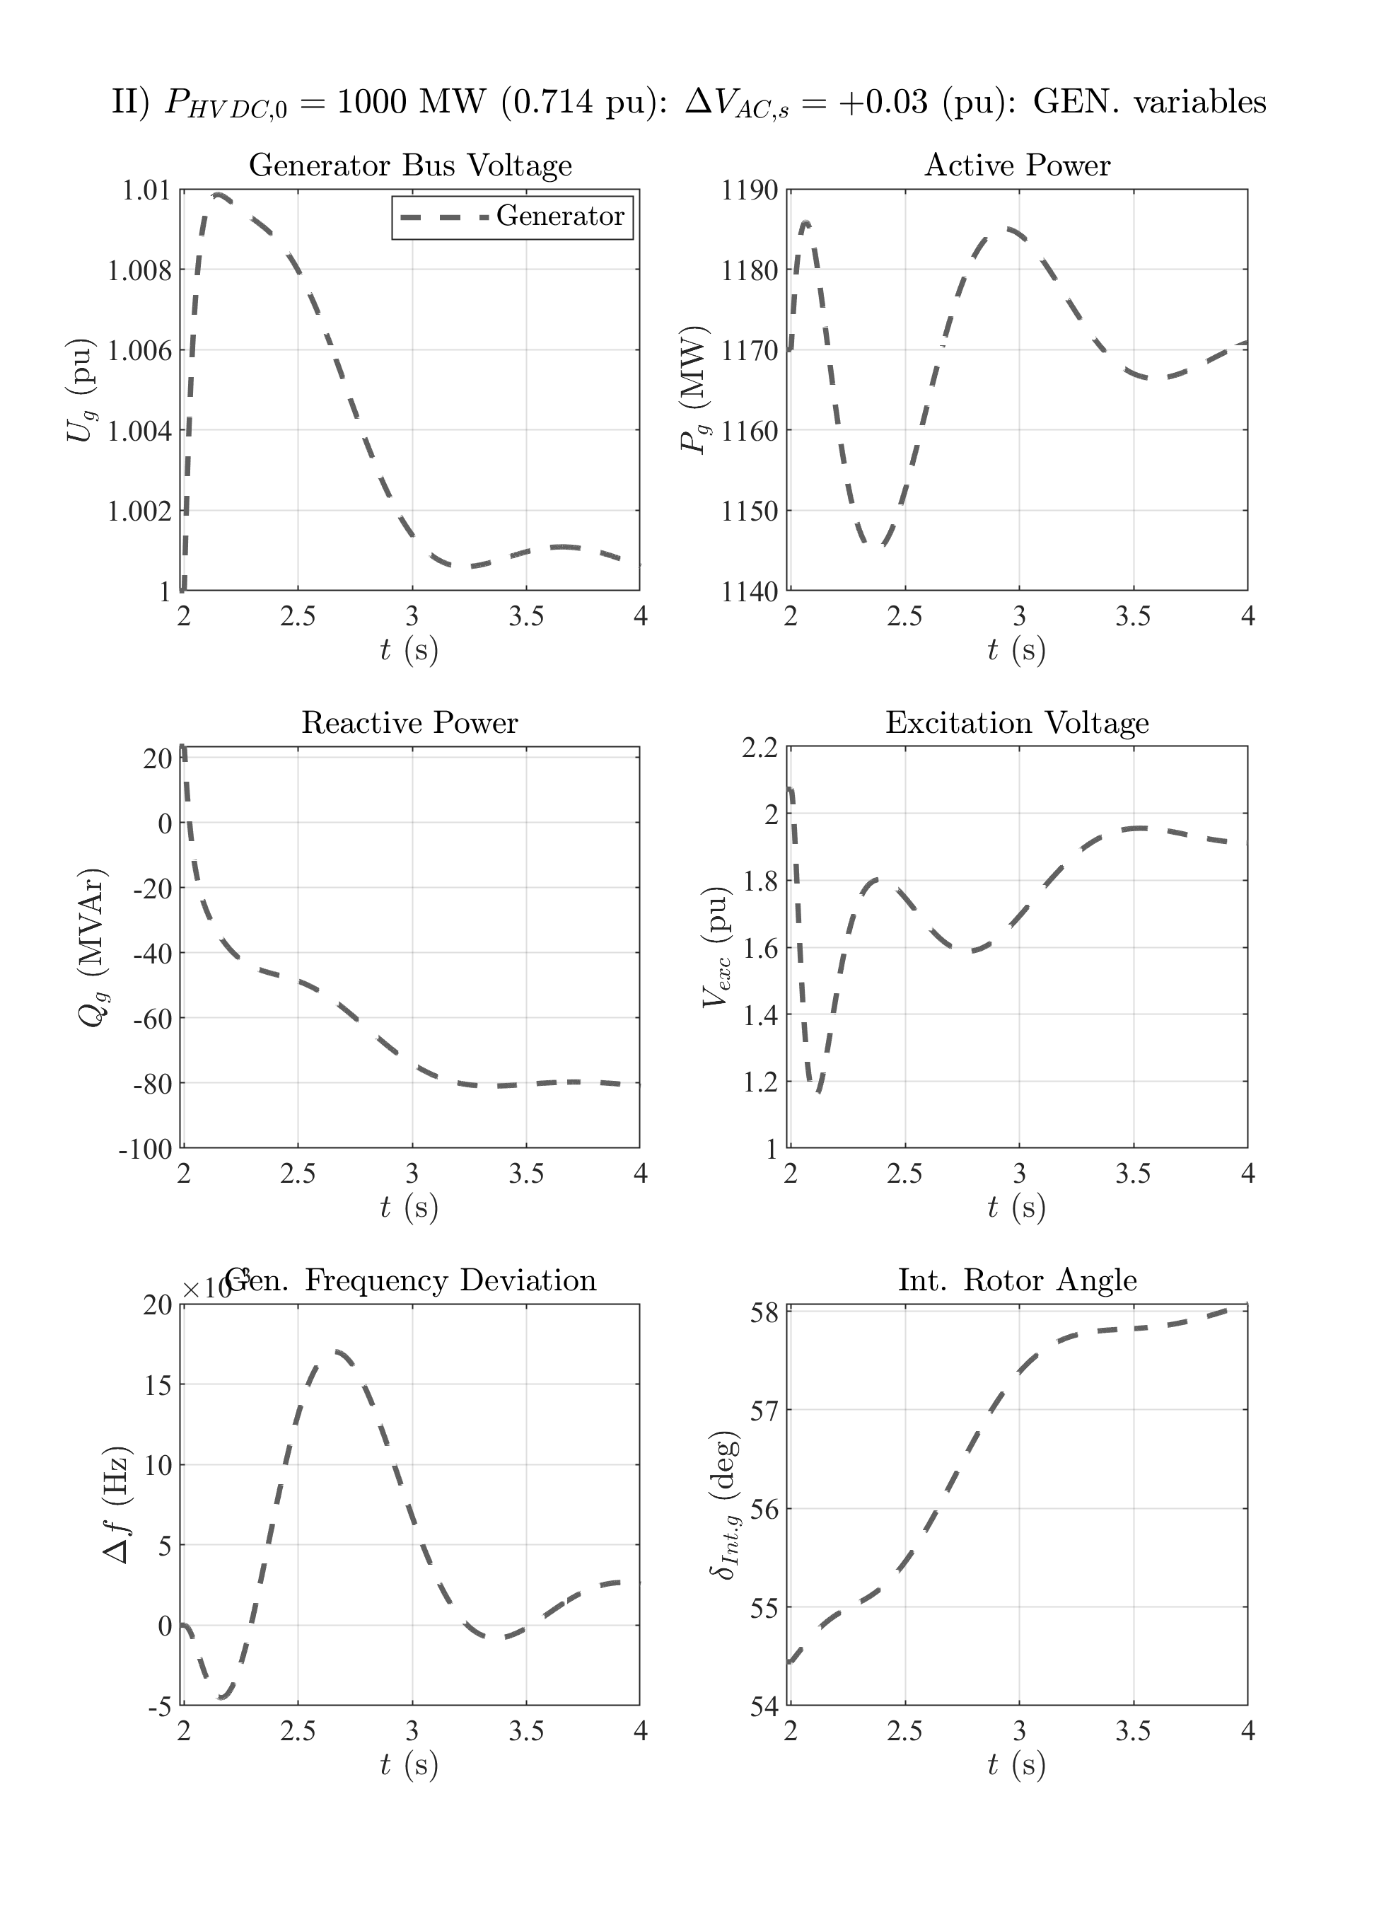 II) P_{HVDC,0} = 1000 MW (0.714 pu): ΔV_{AC,s} = +0.03 (pu): GEN. variables
Generator Bus Voltage
1.01
1.008
1.006
1.004
1.002
1
U_g (pu)
Generator
2 2.5 3 3.5 4
t (s)
Active Power
1190
1180
1170
1160
1150
1140
P_g (MW)
2 2.5 3 3.5 4
t (s)
Reactive Power
20
0
-20
-40
-60
-80
-100
Q_g (MVAr)
2 2.5 3 3.5 4
t (s)
Excitation Voltage
2.2
2
1.8
1.6
1.4
1.2
1
V_{exc} (pu)
2 2.5 3 3.5 4
t (s)
×10^{-3}
Gen. Frequency Deviation
20
15
10
5
0
-5
Δf (Hz)
2 2.5 3 3.5 4
t (s)
Int. Rotor Angle
58
57
56
55
54
δ_{Int.g} (deg)
2 2.5 3 3.5 4
t (s)